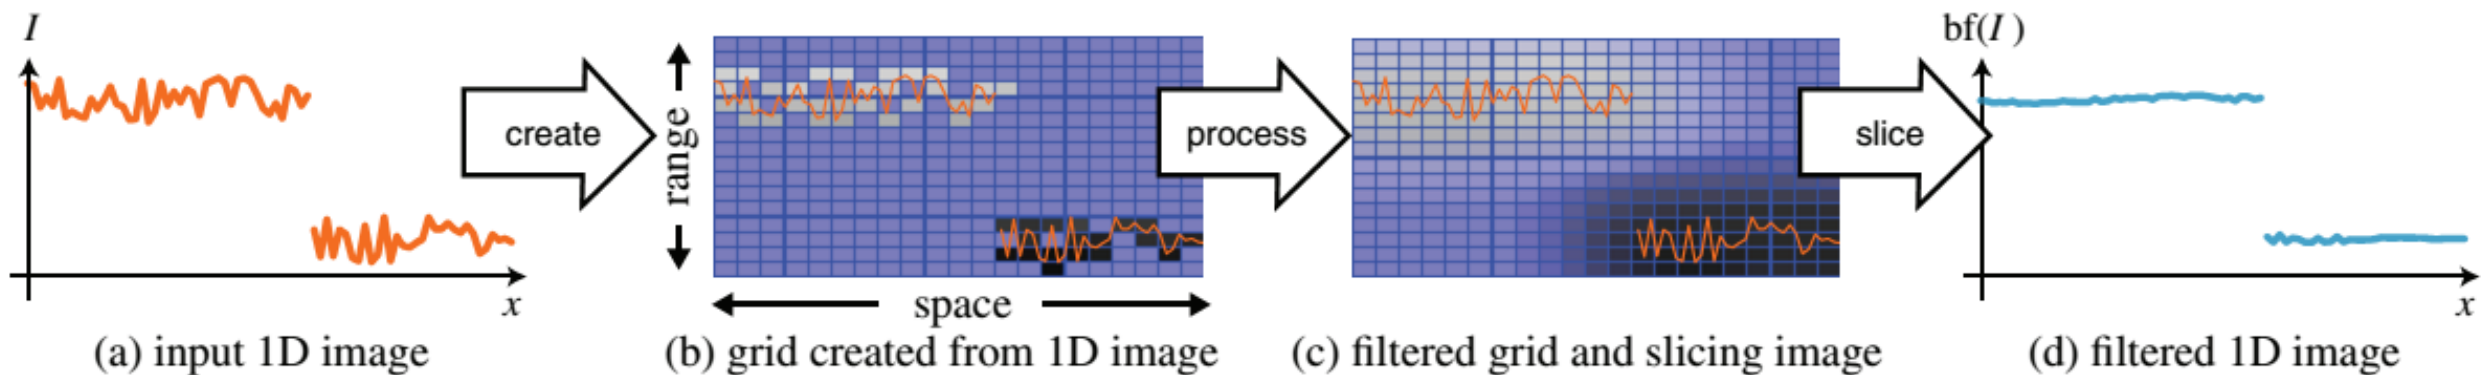 I
x
(a) input 1D image
create
range
space
(b) grid created from 1D image
process
(c) filtered grid and slicing image
slice
bf(I )
x
(d) filtered 1D image